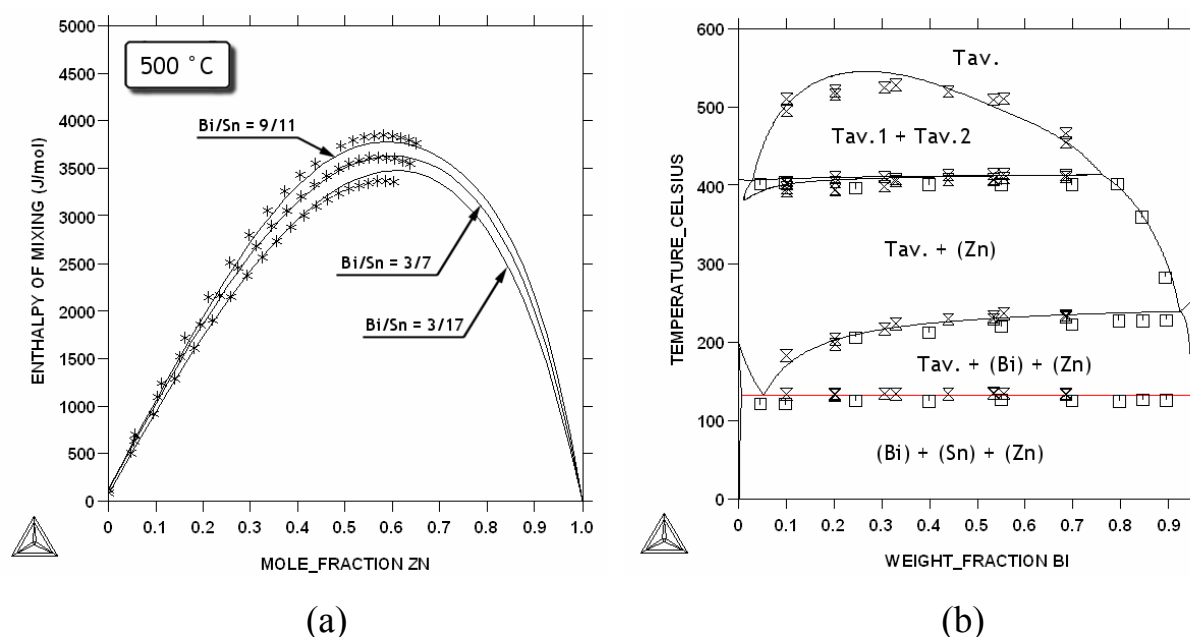 5000
4500
4000
3500
3000
2500
2000
1500
1000
500
0
ENTHALPY OF MIXING (J/mol)
500 °C
Bi/Sn = 9/11
Bi/Sn = 3/7
Bi/Sn = 3/17
0 0.1 0.2 0.3 0.4 0.5 0.6 0.7 0.8 0.9 1.0
MOLE_FRACTION ZN
(a)
600
500
400
300
200
100
0
TEMPERATURE_CELSIUS
Tav.
Tav.1 + Tav.2
Tav. + (Zn)
Tav. + (Bi) + (Zn)
(Bi) + (Sn) + (Zn)
0 0.1 0.2 0.3 0.4 0.5 0.6 0.7 0.8 0.9
WEIGHT_FRACTION BI
(b)